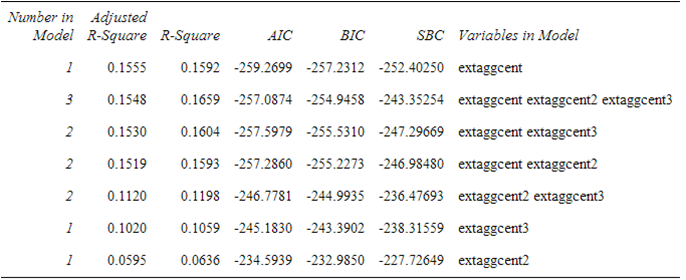 Number in Model Adjusted R-Square R-Square AIC BIC SBC Variables in Model
1 0.1555 0.1592 -259.2699 -257.2312 -252.40250 extaggcent
3 0.1548 0.1659 -257.0874 -254.9458 -243.35254 extaggcent extaggcent2 extaggcent3
2 0.1530 0.1604 -257.5979 -255.5310 -247.29669 extaggcent extaggcent3
2 0.1519 0.1593 -257.2860 -255.2273 -246.98480 extaggcent extaggcent2
2 0.1120 0.1198 -246.7781 -244.9935 -236.47693 extaggcent2 extaggcent3
1 0.1020 0.1059 -245.1830 -243.3902 -238.31559 extaggcent3
1 0.0595 0.0636 -234.5939 -232.9850 -227.72649 extaggcent2